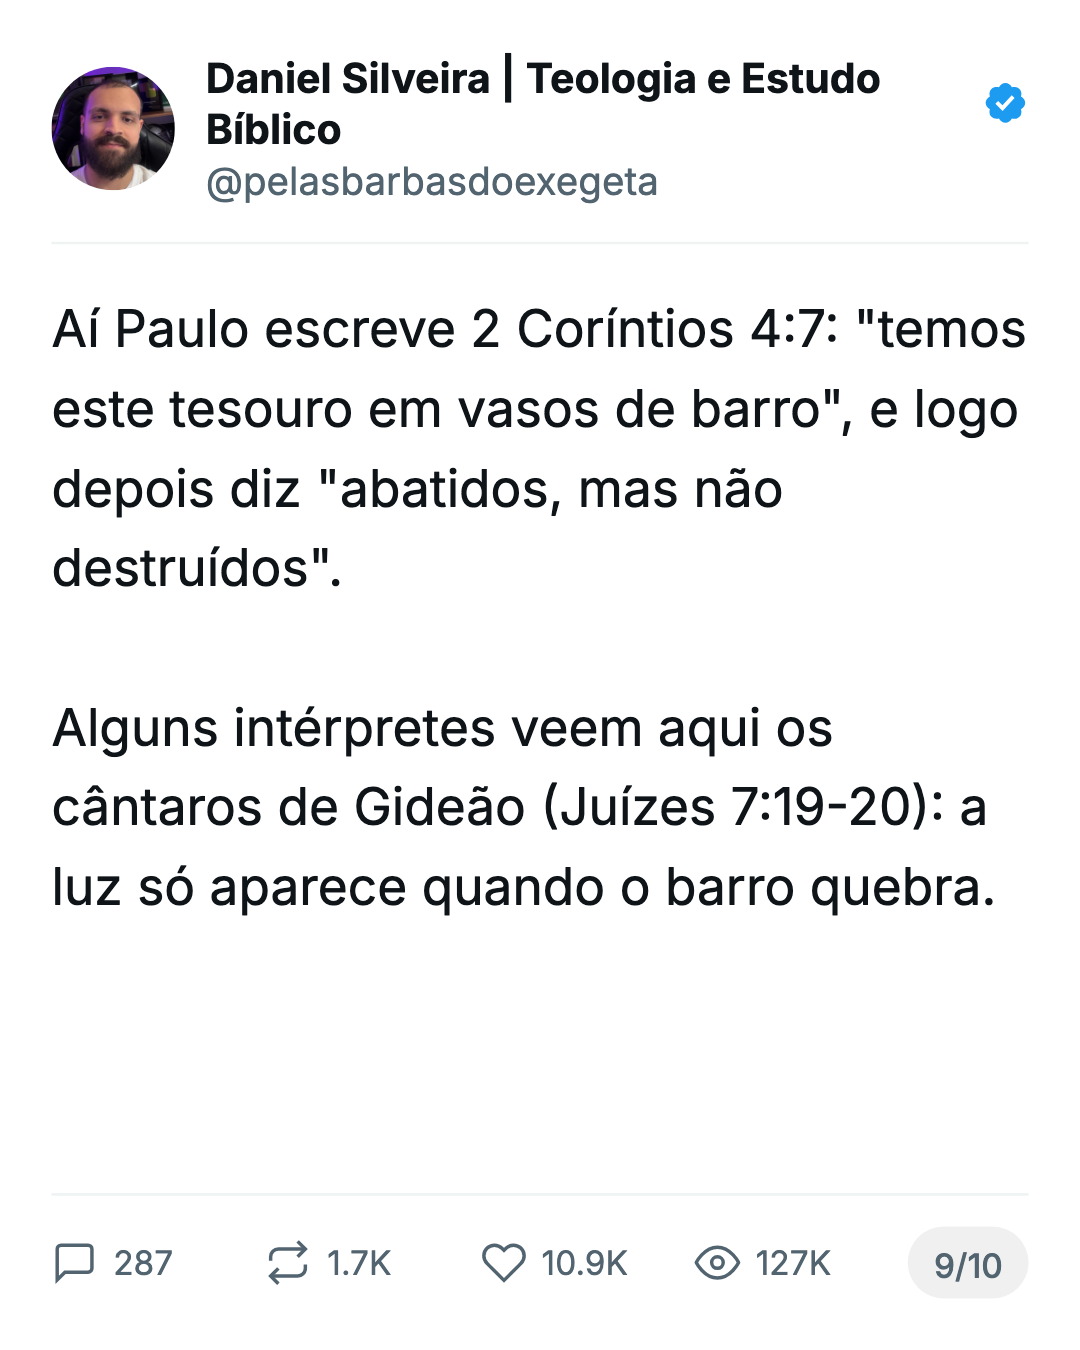 Daniel Silveira | Teologia e Estudo
Bíblico
@pelasbarbasdoexegeta
Aí Paulo escreve 2 Coríntios 4:7: "temos
este tesouro em vasos de barro", e logo
depois diz "abatidos, mas não
destruídos".
Alguns intérpretes veem aqui os
cântaros de Gideão (Juízes 7:19-20): a
luz só aparece quando o barro quebra.
287 1.7K 10.9K 127K 9/10